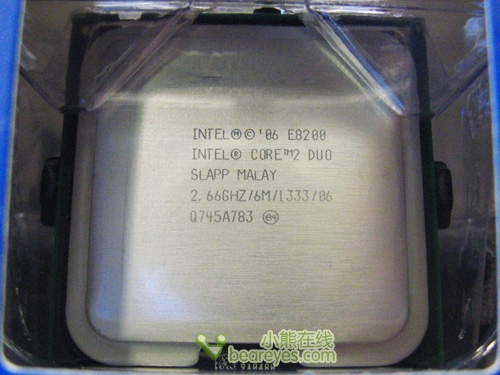 INTEL Ⓜ © '06 E8200
INTEL® CORE™2 DUO
SLAPP MALAY
2.66GHZ/6M/1333/06
Q745A783 e4
小熊在线
beareyes.com